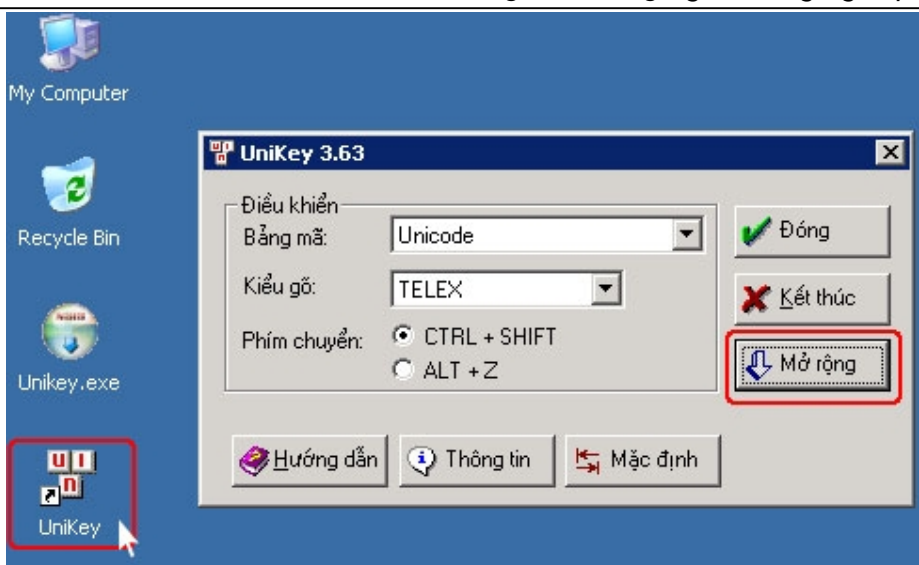 My Computer
Recycle Bin
Unikey.exe
UniKey
UniKey 3.63
Điều khiển
Bảng mã: Unicode
Kiểu gõ: TELEX
Phím chuyển: CTRL + SHIFT
ALT + Z
Đóng
Kết thúc
Mở rộng
Hướng dẫn Thông tin Mặc định